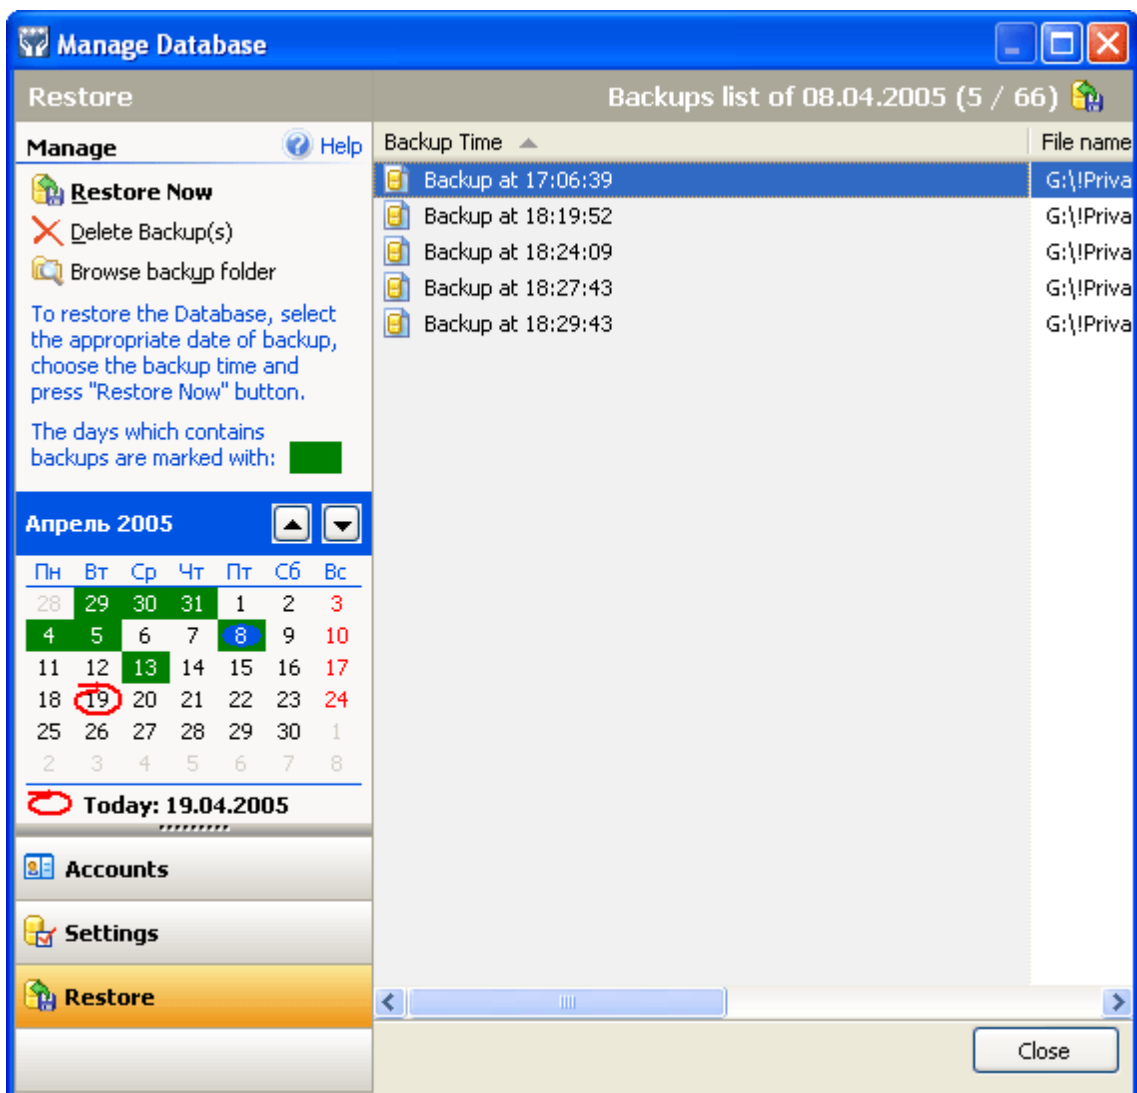 Manage Database
Restore
Backups list of 08.04.2005 (5 / 66)
Manage
Help
Restore Now
Delete Backup(s)
Browse backup folder
To restore the Database, select
the appropriate date of backup,
choose the backup time and
press "Restore Now" button.
The days which contains
backups are marked with:
Апрель 2005
Пн Вт Ср Чт Пт Сб Вс
28 29 30 31 1 2 3
4 5 6 7 8 9 10
11 12 13 14 15 16 17
18 19 20 21 22 23 24
25 26 27 28 29 30 1
2 3 4 5 6 7 8
Today: 19.04.2005
Accounts
Settings
Restore
Backup Time File name
Backup at 17:06:39 G:\!Priva
Backup at 18:19:52 G:\!Priva
Backup at 18:24:09 G:\!Priva
Backup at 18:27:43 G:\!Priva
Backup at 18:29:43 G:\!Priva
Close